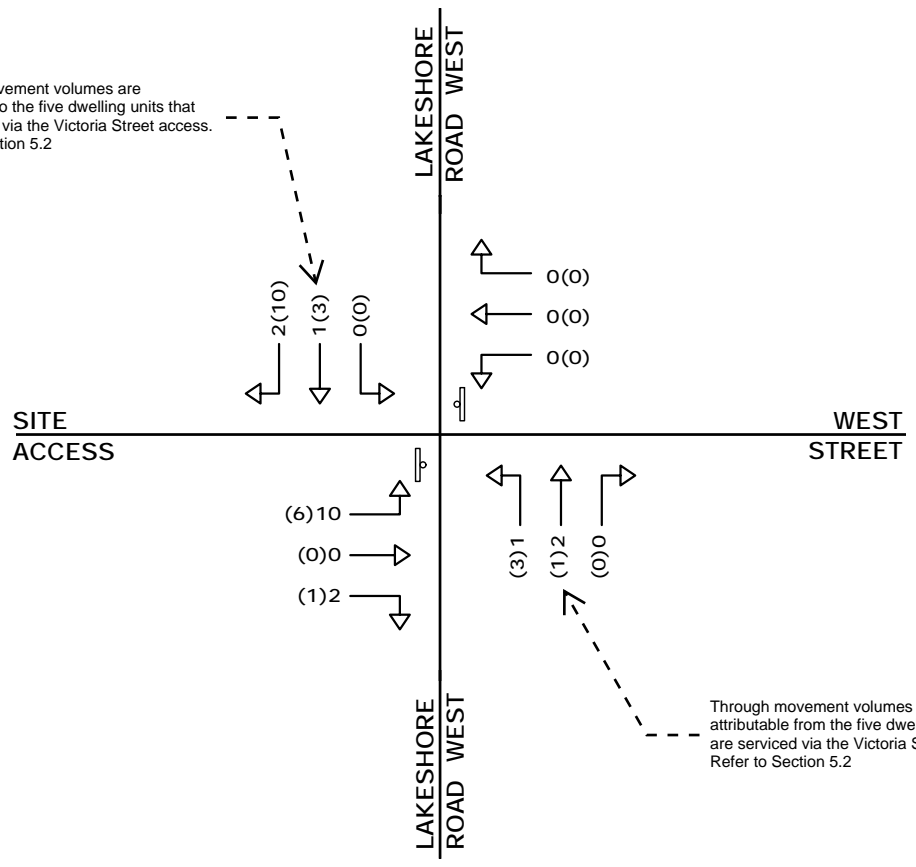 LAKESHORE
ROAD WEST
volumes are
the five dwelling units that
via the Victoria Street access.
5.2
2(10)
1(3)
0(0)
0(0)
0(0)
0(0)
SITE
ACCESS
WEST
STREET
(6)10
(0)0
(1)2
(3)1
(1)2
(0)0
Through movement volumes
attributable from the five
are serviced via the Victoria
Refer to Section 5.2
LAKESHORE
ROAD WEST